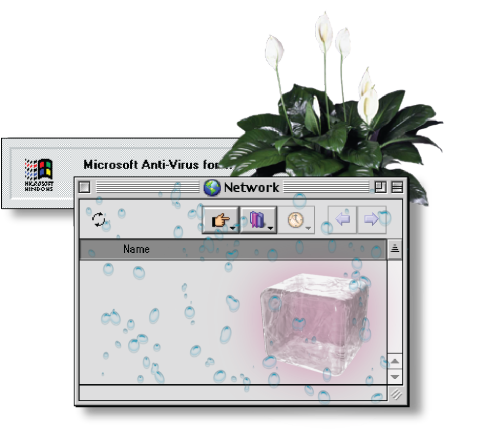 Microsoft Anti-Virus for...
MICROSOFT
WINDOWS
Network
Name